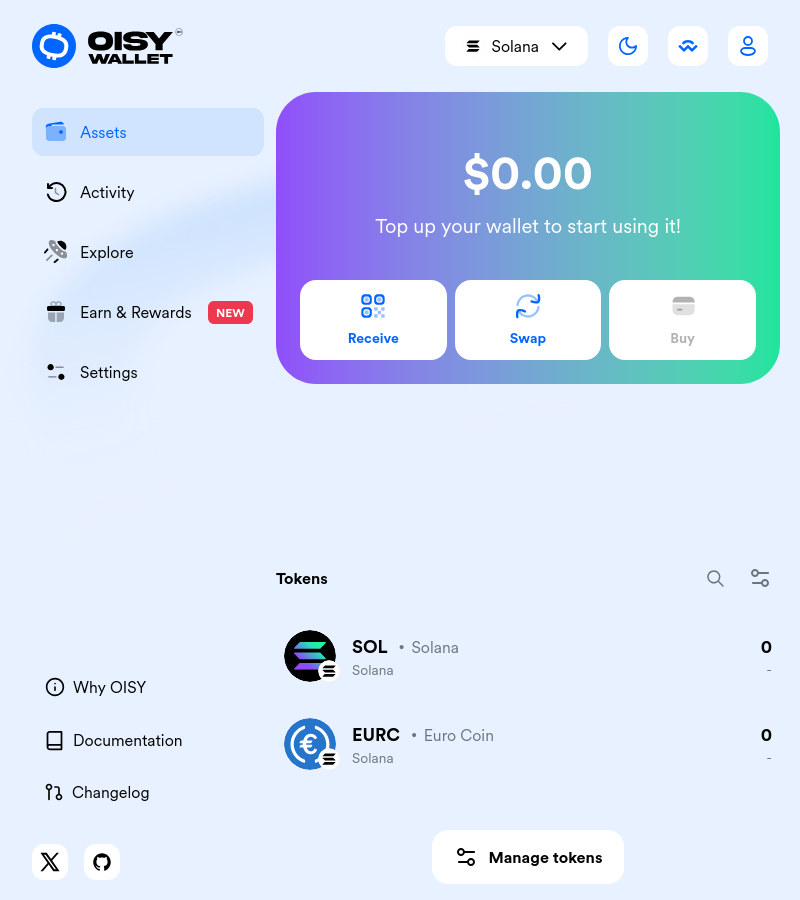 OISY
WALLET
Solana
Assets
Activity
Explore
Earn & Rewards NEW
Settings
$0.00
Top up your wallet to start using it!
Receive
Swap
Buy
Tokens
SOL • Solana
0
Solana
-
EURC • Euro Coin
0
Solana
-
Why OISY
Documentation
Changelog
Manage tokens